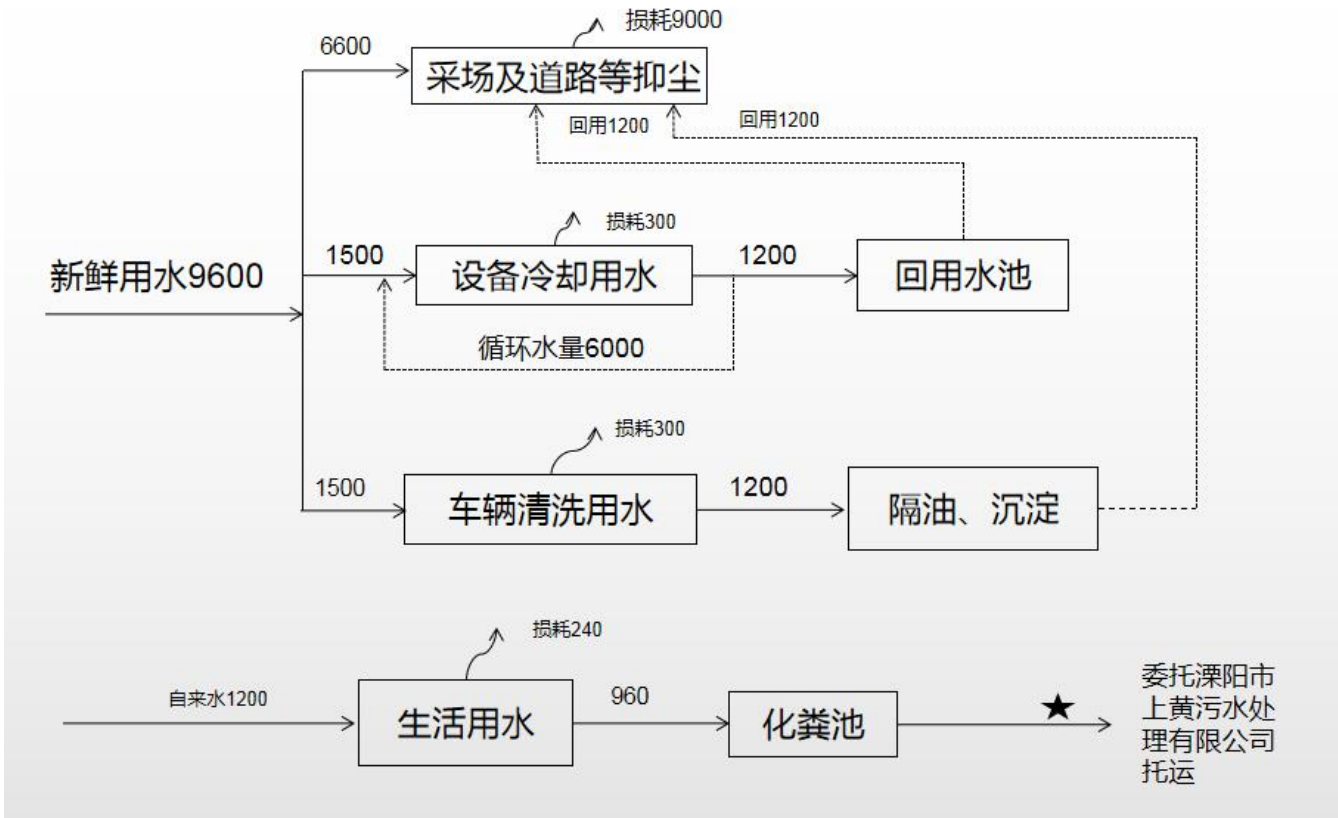 损耗9000
6600
采场及道路等抑尘
回用1200
回用1200
损耗300
新鲜用水9600
1500
设备冷却用水
1200
回用水池
循环水量6000
损耗300
1500
车辆清洗用水
1200
隔油、沉淀
损耗240
自来水1200
生活用水
960
化粪池
★
委托溧阳市
上黄污水处
理有限公司
托运